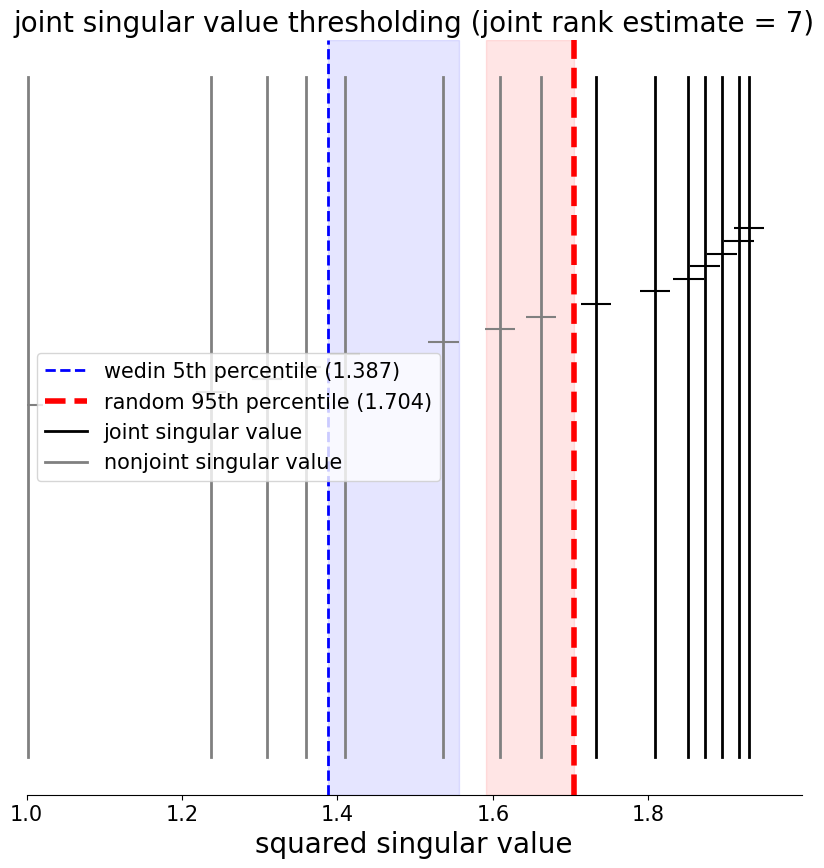 joint singular value thresholding (joint rank estimate = 7)
wedin 5th percentile (1.387)
random 95th percentile (1.704)
joint singular value
nonjoint singular value
1.0 1.2 1.4 1.6 1.8
squared singular value